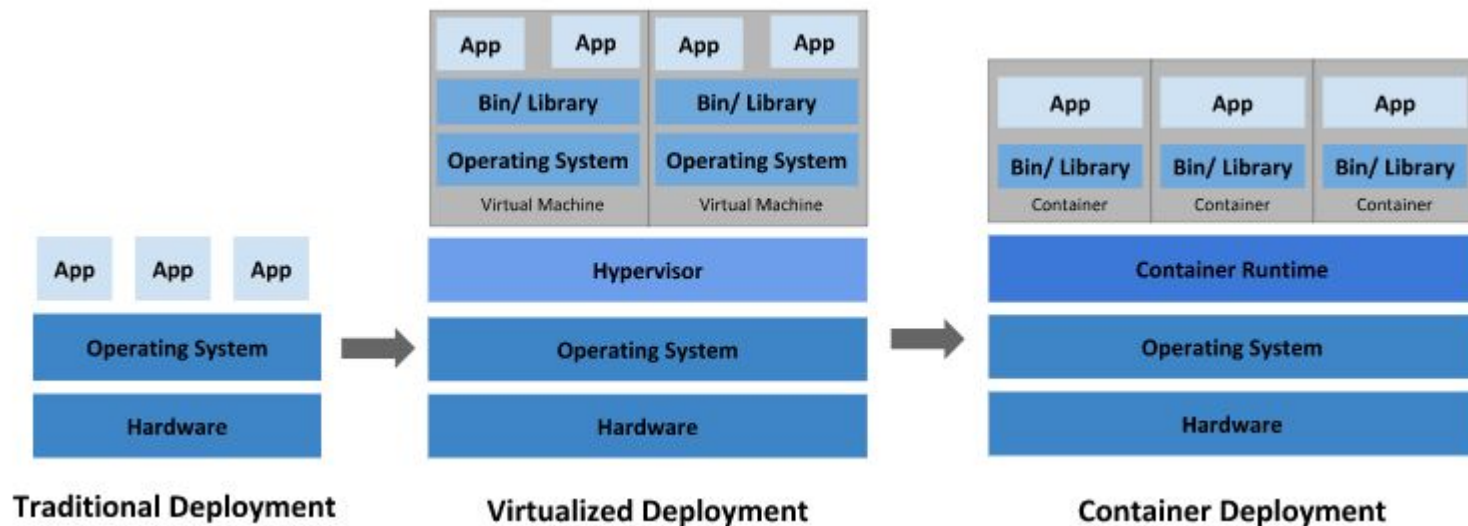 App App App
Operating System
Hardware
Traditional Deployment
App App App App
Bin/ Library Bin/ Library
Operating System Operating System
Virtual Machine Virtual Machine
Hypervisor
Operating System
Hardware
Virtualized Deployment
App App App
Bin/ Library Bin/ Library Bin/ Library
Container Container Container
Container Runtime
Operating System
Hardware
Container Deployment